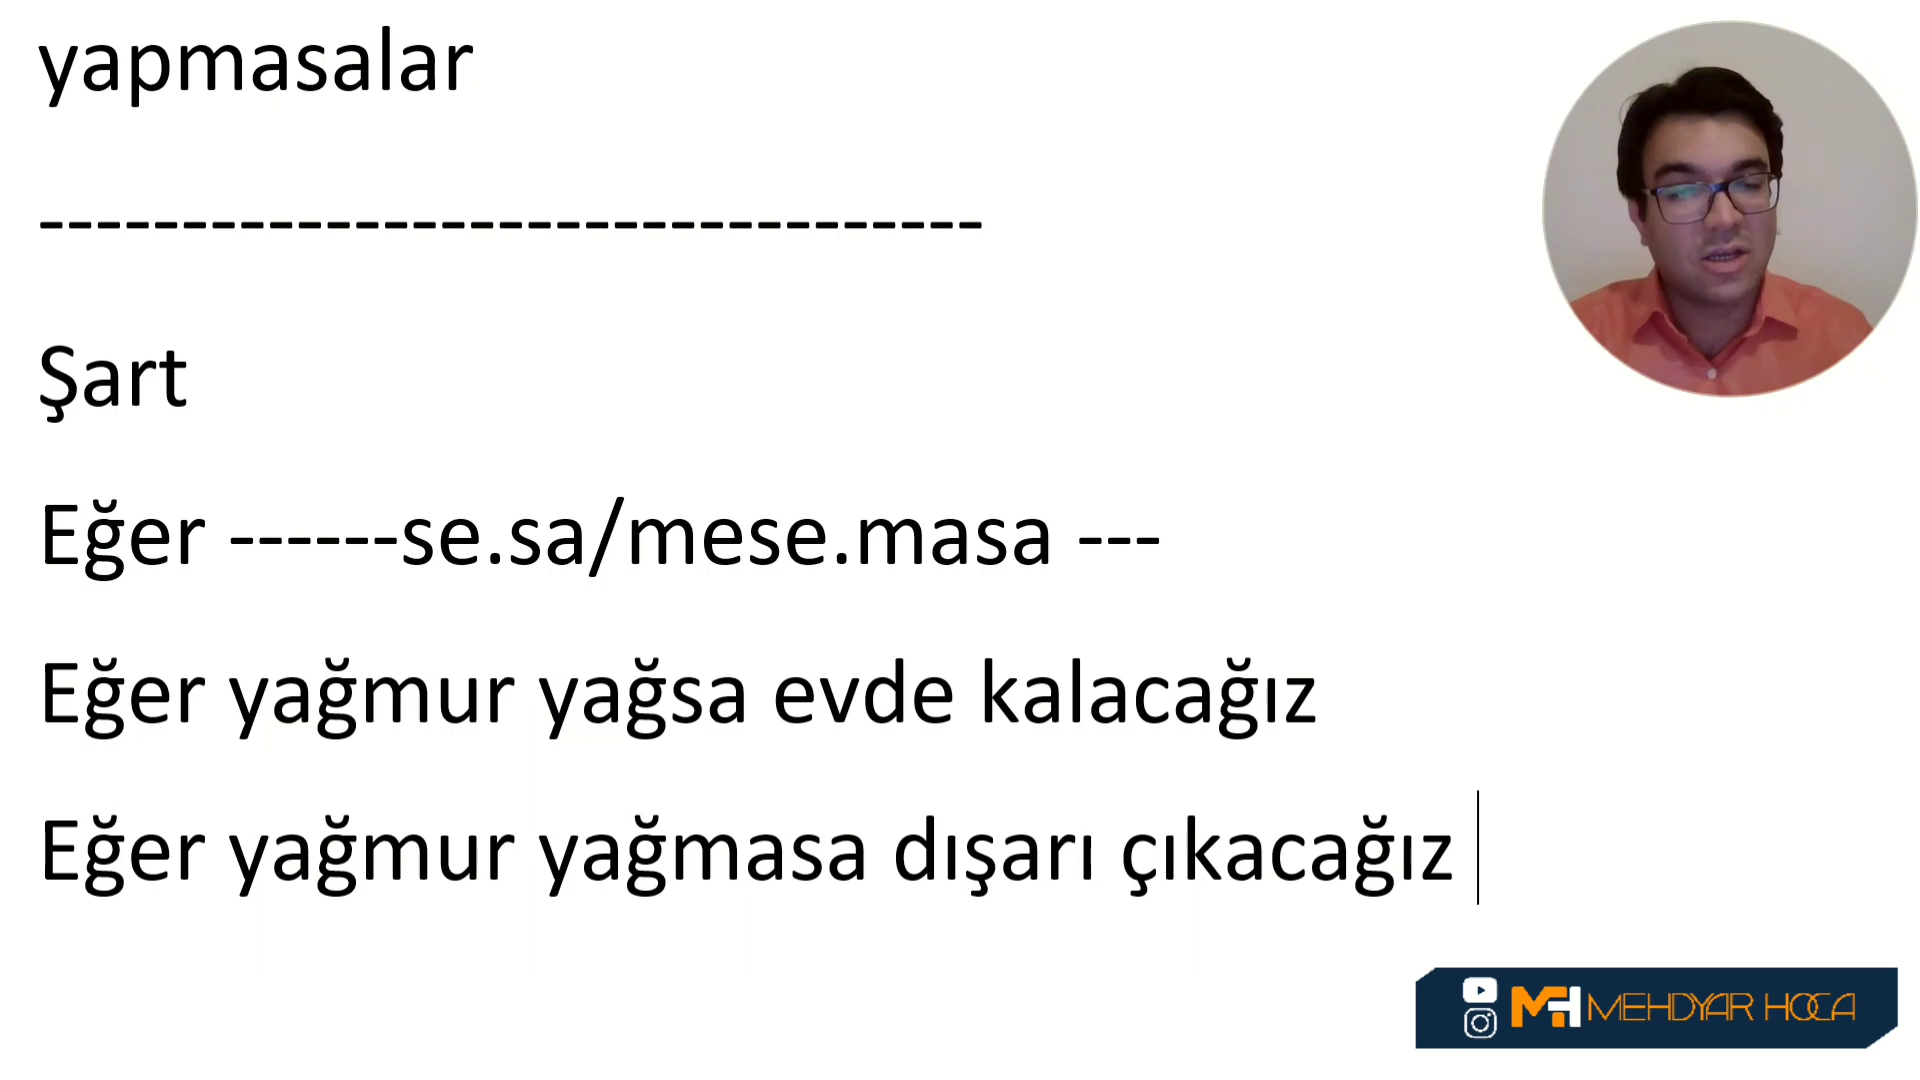 yapmasalar
---------------------------------
Şart
Eğer ------se.sa/mese.masa ---
Eğer yağmur yağsa evde kalacağız
Eğer yağmur yağmasa dışarı çıkacağız
MH MEHDYAR HOCA